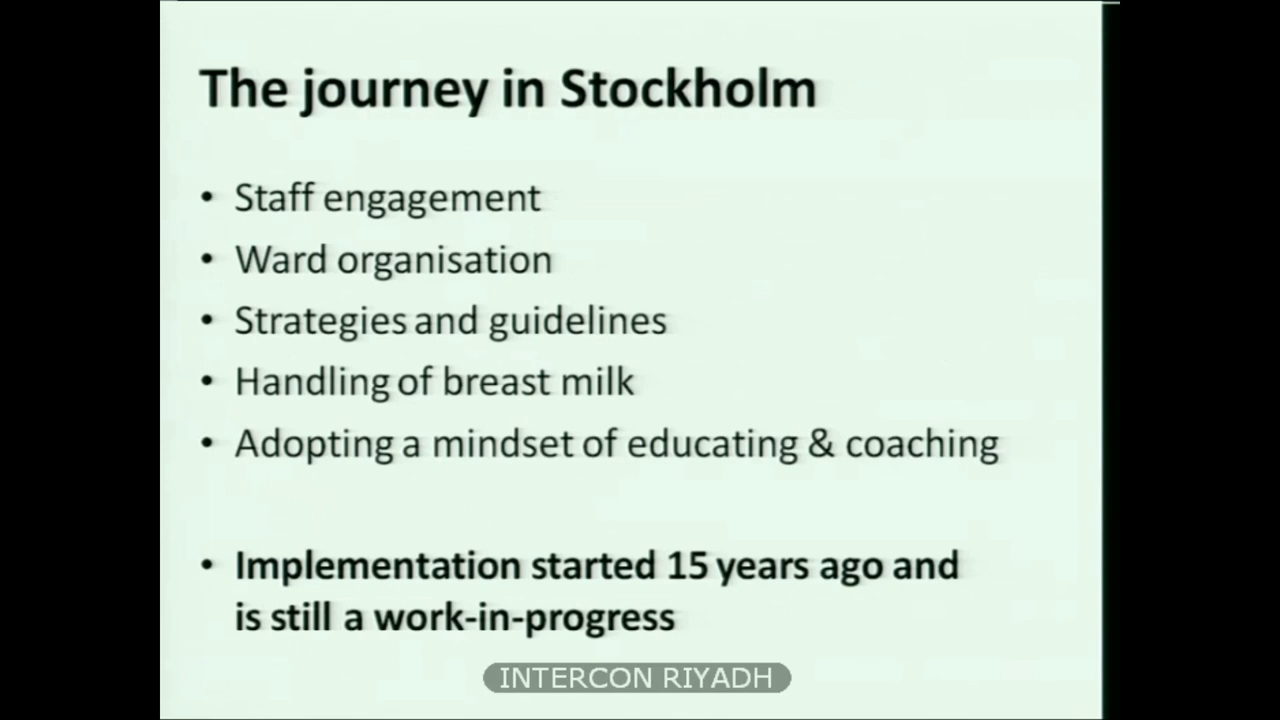 The journey in Stockholm
• Staff engagement
• Ward organisation
• Strategies and guidelines
• Handling of breast milk
• Adopting a mindset of educating & coaching
• Implementation started 15 years ago and
is still a work-in-progress
INTERCON RIYADH